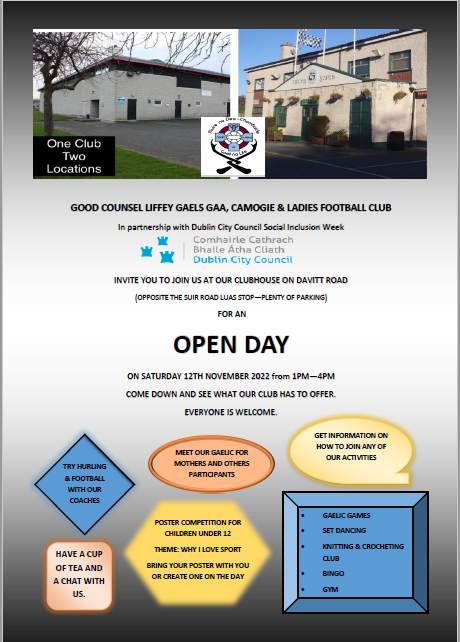 One Club
Two
Locations
GOOD COUNSEL LIFFEY GAELS GAA, CAMOGIE & LADIES FOOTBALL CLUB
In partnership with Dublin City Council Social Inclusion Week
Comhairle Cathrach
Bhaile Átha Cliath
Dublin City Council
INVITE YOU TO JOIN US AT OUR CLUBHOUSE ON DAVITT ROAD
(OPPOSITE THE SUIR ROAD LUAS STOP—PLENTY OF PARKING)
FOR AN
OPEN DAY
ON SATURDAY 12TH NOVEMBER 2022 from 1PM—4PM
COME DOWN AND SEE WHAT OUR CLUB HAS TO OFFER.
EVERYONE IS WELCOME.
TRY HURLING
& FOOTBALL
WITH OUR
COACHES
MEET OUR GAELIC FOR
MOTHERS AND OTHERS
PARTICIPANTS
GET INFORMATION ON
HOW TO JOIN ANY OF
OUR ACTIVITIES
HAVE A CUP
OF TEA AND
A CHAT WITH
US.
POSTER COMPETITION FOR
CHILDREN UNDER 12
THEME: WHY I LOVE SPORT
BRING YOUR POSTER WITH YOU
OR CREATE ONE ON THE DAY
• GAELIC GAMES
• SET DANCING
• KNITTING & CROCHETING
CLUB
• BINGO
• GYM